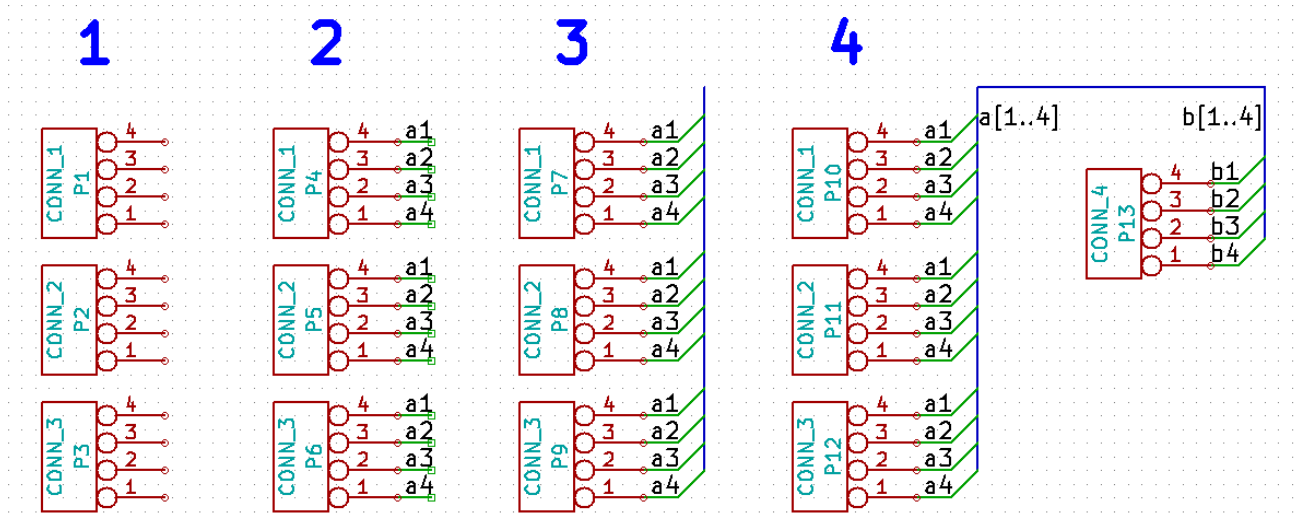 1 2 3 4
CONN_1
P1
4
3
2
1
CONN_2
P2
4
3
2
1
CONN_3
P3
4
3
2
1
CONN_1
P4
4 a1
3 a2
2 a3
1 a4
CONN_2
P5
4 a1
3 a2
2 a3
1 a4
CONN_3
P6
4 a1
3 a2
2 a3
1 a4
CONN_1
P7
4 a1
3 a2
2 a3
1 a4
CONN_2
P8
4 a1
3 a2
2 a3
1 a4
CONN_3
P9
4 a1
3 a2
2 a3
1 a4
CONN_1
P10
4 a1
3 a2
2 a3
1 a4
CONN_2
P11
4 a1
3 a2
2 a3
1 a4
CONN_3
P12
4 a1
3 a2
2 a3
1 a4
a[1..4] b[1..4]
CONN_4
P13
4 b1
3 b2
2 b3
1 b4